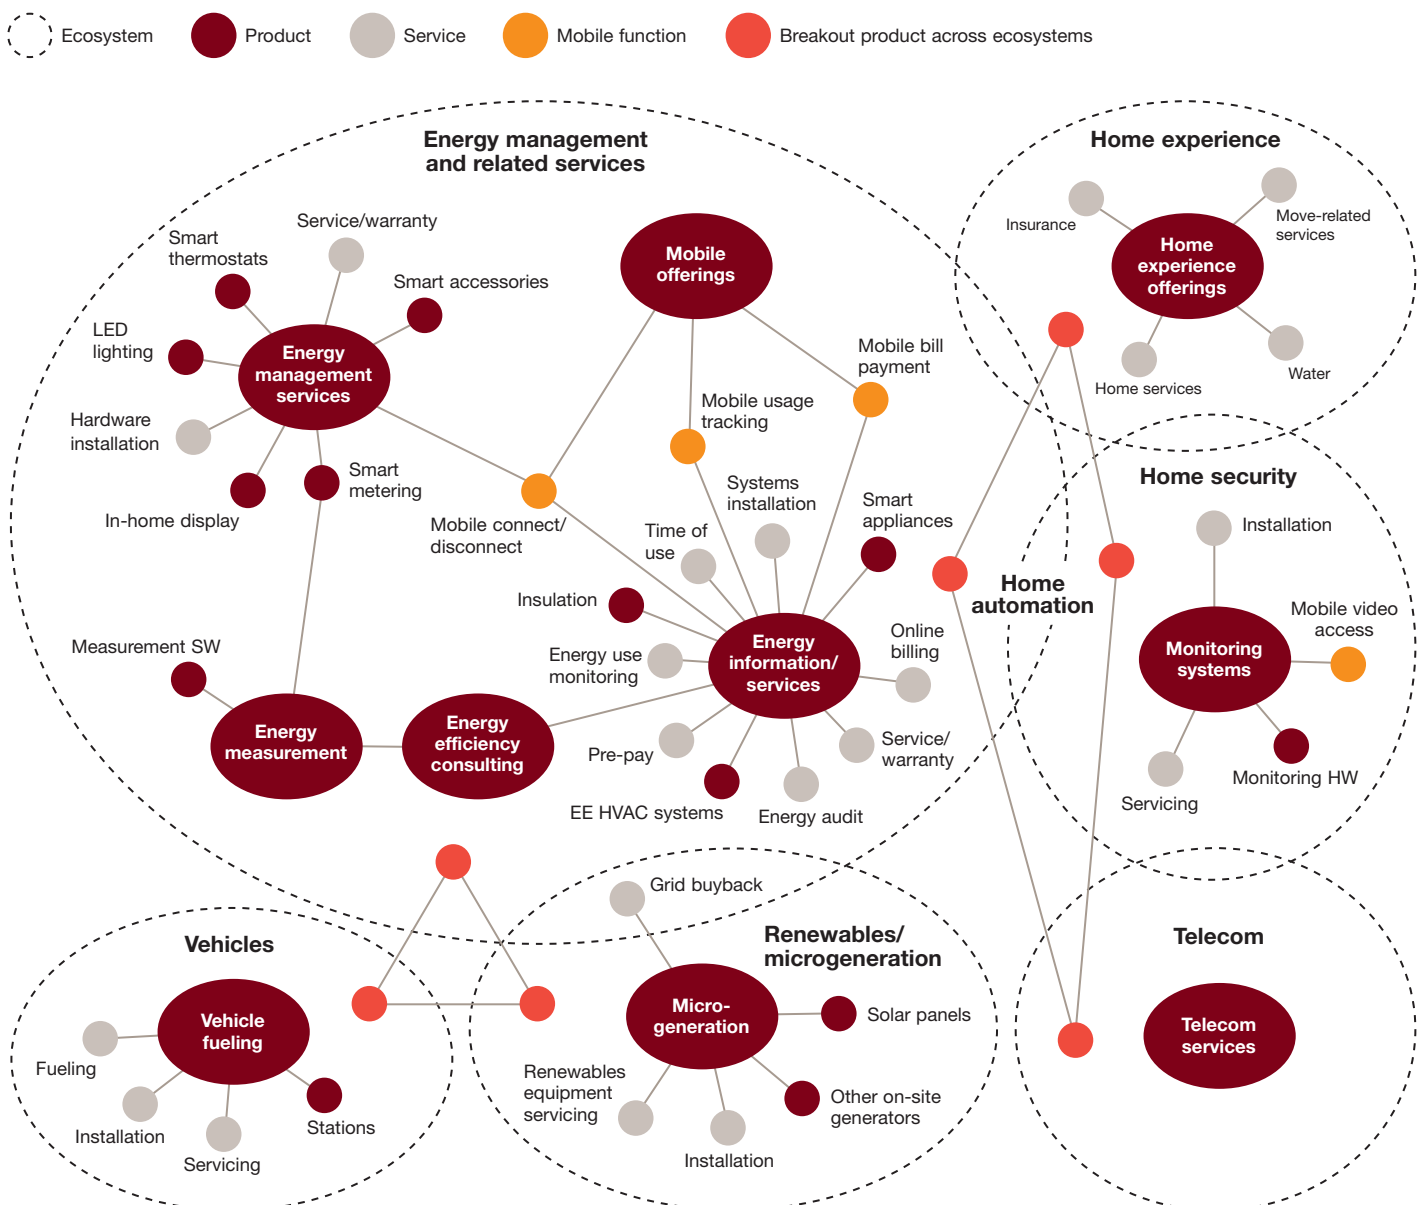 Ecosystem
Product
Service
Mobile function
Breakout product across ecosystems
Energy management
and related services
Service/warranty
Smart
thermostats
Smart accessories
LED
lighting
Energy
management
services
Hardware
installation
In-home display
Smart
metering
Mobile
offerings
Mobile bill
payment
Mobile usage
tracking
Mobile connect/
disconnect
Systems
installation
Time of
use
Smart
appliances
Insulation
Energy use
monitoring
Energy
information/
services
Online
billing
Pre-pay
Service/
warranty
EE HVAC systems
Energy audit
Measurement SW
Energy
measurement
Energy
efficiency
consulting
Home experience
Insurance
Move-related
services
Home
experience
offerings
Home services
Water
Home
automation
Home security
Installation
Mobile video
access
Monitoring
systems
Servicing
Monitoring HW
Vehicles
Vehicle
fueling
Fueling
Installation
Servicing
Stations
Renewables/
microgeneration
Grid buyback
Micro-
generation
Solar panels
Renewables
equipment
servicing
Other on-site
generators
Installation
Telecom
Telecom
services